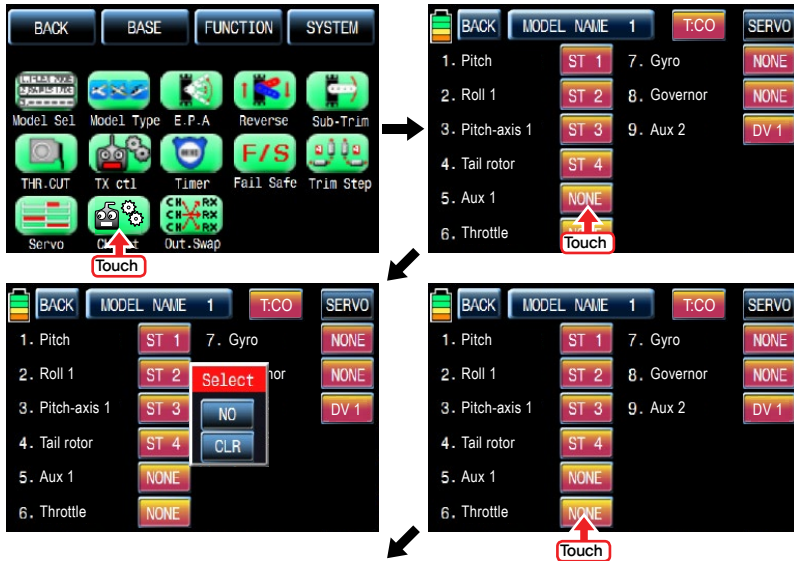 BACK BASE FUNCTION SYSTEM
Model Sel Model Type E.P.A Reverse Sub-Trim
F/S
THR.CUT TX ctl Timer Fail Safe Trim Step
CH RX
CH RX
CH RX
Servo Out.Swap
Touch
BACK MODEL NAME 1 T:CO SERVO
1. Pitch ST 1 7. Gyro NONE
2. Roll 1 ST 2 8. Governor NONE
3. Pitch-axis 1 ST 3 9. Aux 2 DV 1
4. Tail rotor ST 4
5. Aux 1 NONE
6. Throttle
Touch
BACK MODEL NAME 1 T:CO SERVO
1. Pitch ST 1 7. Gyro NONE
2. Roll 1 ST 2 Select nor NONE
3. Pitch-axis 1 ST 3 NO DV 1
4. Tail rotor ST 4 CLR
5. Aux 1 NONE
6. Throttle NONE
BACK MODEL NAME 1 T:CO SERVO
1. Pitch ST 1 7. Gyro NONE
2. Roll 1 ST 2 8. Governor NONE
3. Pitch-axis 1 ST 3 9. Aux 2 DV 1
4. Tail rotor ST 4
5. Aux 1 NONE
6. Throttle NONE
Touch